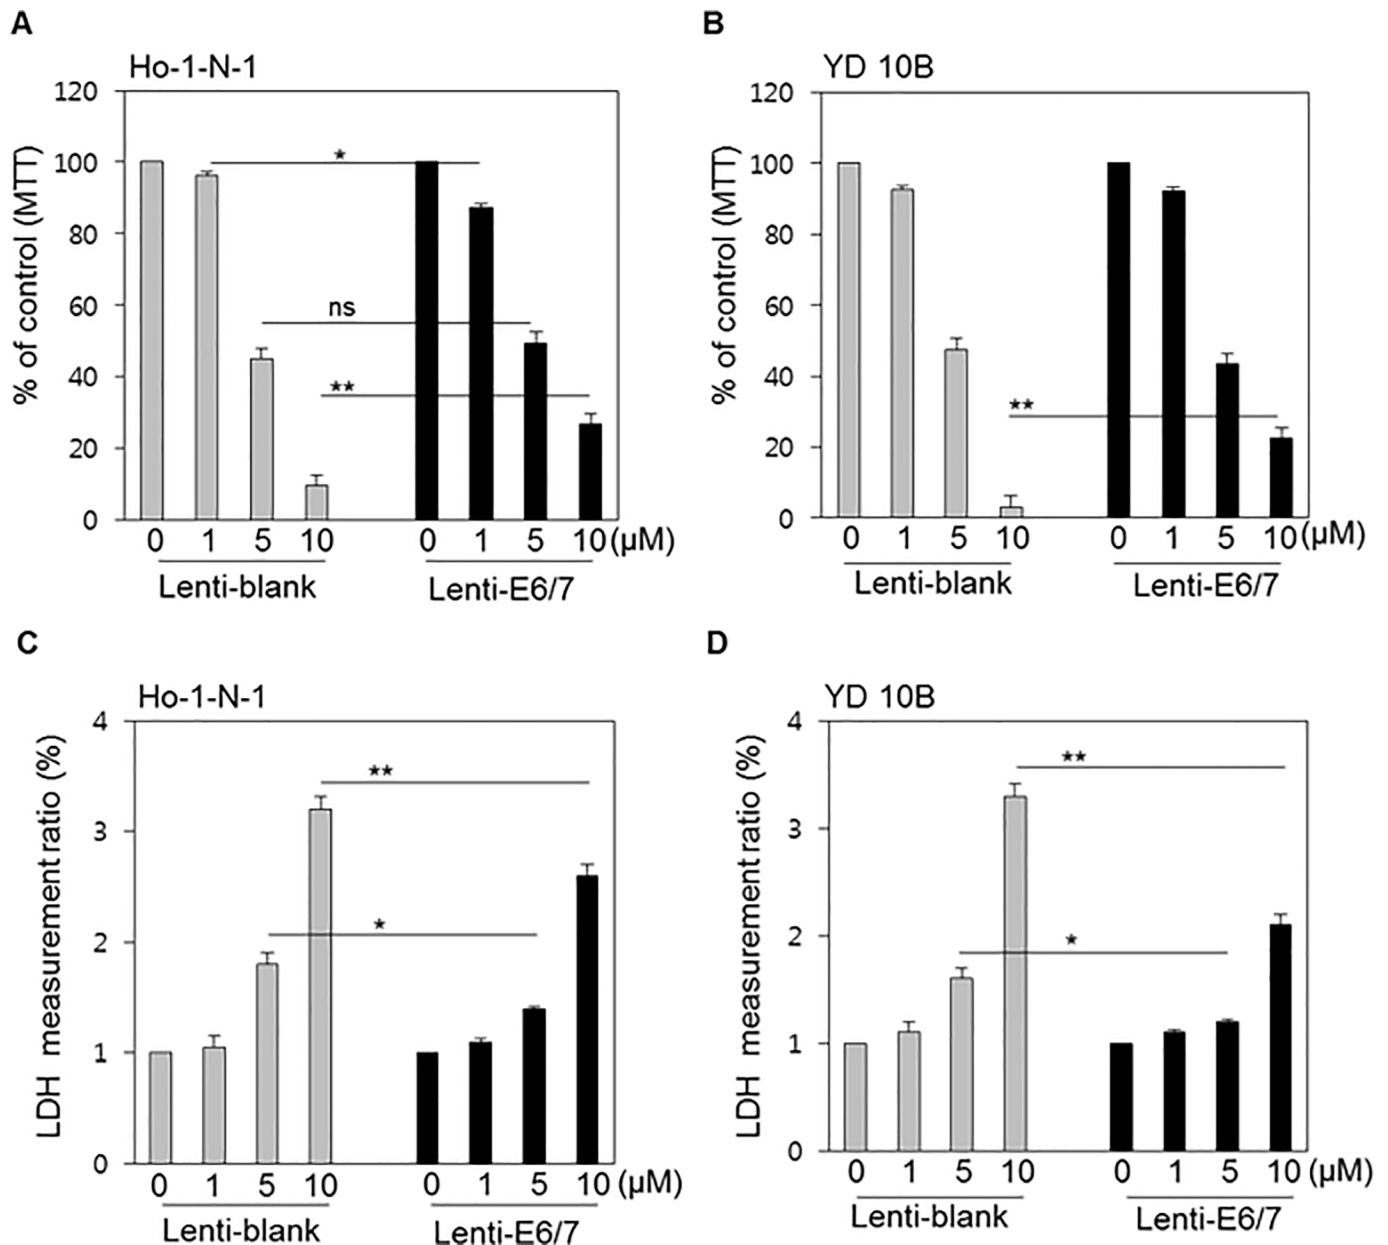 A
Ho-1-N-1
% of control (MTT)
120
100
80
60
40
20
0
*
ns
**
0 1 5 10 0 1 5 10 (µM)
Lenti-blank Lenti-E6/7
B
YD 10B
% of control (MTT)
120
100
80
60
40
20
0
**
0 1 5 10 0 1 5 10 (µM)
Lenti-blank Lenti-E6/7
C
Ho-1-N-1
LDH measurement ratio (%)
4
3
2
1
0
**
*
0 1 5 10 0 1 5 10 (µM)
Lenti-blank Lenti-E6/7
D
YD 10B
LDH measurement ratio (%)
4
3
2
1
0
**
*
0 1 5 10 0 1 5 10 (µM)
Lenti-blank Lenti-E6/7